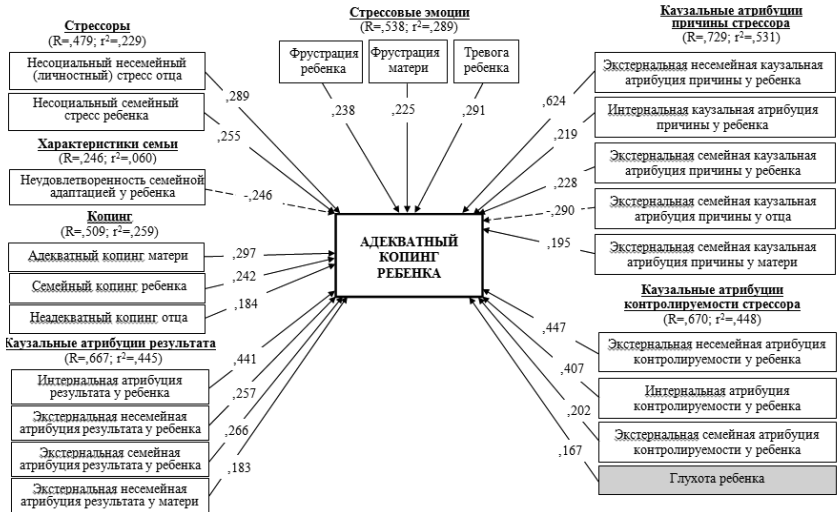 Стрессоры
(R=,479; r²=,229)
Несоциальный несемейный
(личностный) стресс отца
Несоциальный семейный
стресс ребенка
,289
,255
Характеристики семьи
(R=,246; r²=,060)
Неудовлетворенность семейной
адаптацией у ребенка
-,246
Копинг
(R=,509; r²=,259)
Адекватный копинг матери
Семейный копинг ребенка
Неадекватный копинг отца
,297
,242
,184
Каузальные атрибуции результата
(R=,667; r²=,445)
Интернальная атрибуция
результата у ребенка
Экстернальная несемейная
атрибуция результата у ребенка
Экстернальная семейная
атрибуция результата у ребенка
Экстернальная несемейная
атрибуция результата у матери
,441
,257
,266
,183
Стрессовые эмоции
(R=,538; r²=,289)
Фрустрация
ребенка
Фрустрация
матери
Тревога
ребенка
,238
,225
,291
АДЕКВАТНЫЙ
КОПИНГ
РЕБЕНКА
Каузальные атрибуции
причины стрессора
(R=,729; r²=,531)
Экстернальная несемейная каузальная
атрибуция причины у ребенка
Интернальная каузальная атрибуция
причины у ребенка
Экстернальная семейная каузальная
атрибуция причины у ребенка
Экстернальная семейная каузальная
атрибуция причины у отца
Экстернальная семейная каузальная
атрибуция причины у матери
,624
,219
,228
-,290
,195
Каузальные атрибуции
контролируемости стрессора
(R=,670; r²=,448)
Экстернальная несемейная атрибуция
контролируемости у ребенка
Интернальная атрибуция
контролируемости у ребенка
Экстернальная семейная атрибуция
контролируемости у ребенка
Глухота ребенка
,447
,407
,202
,167